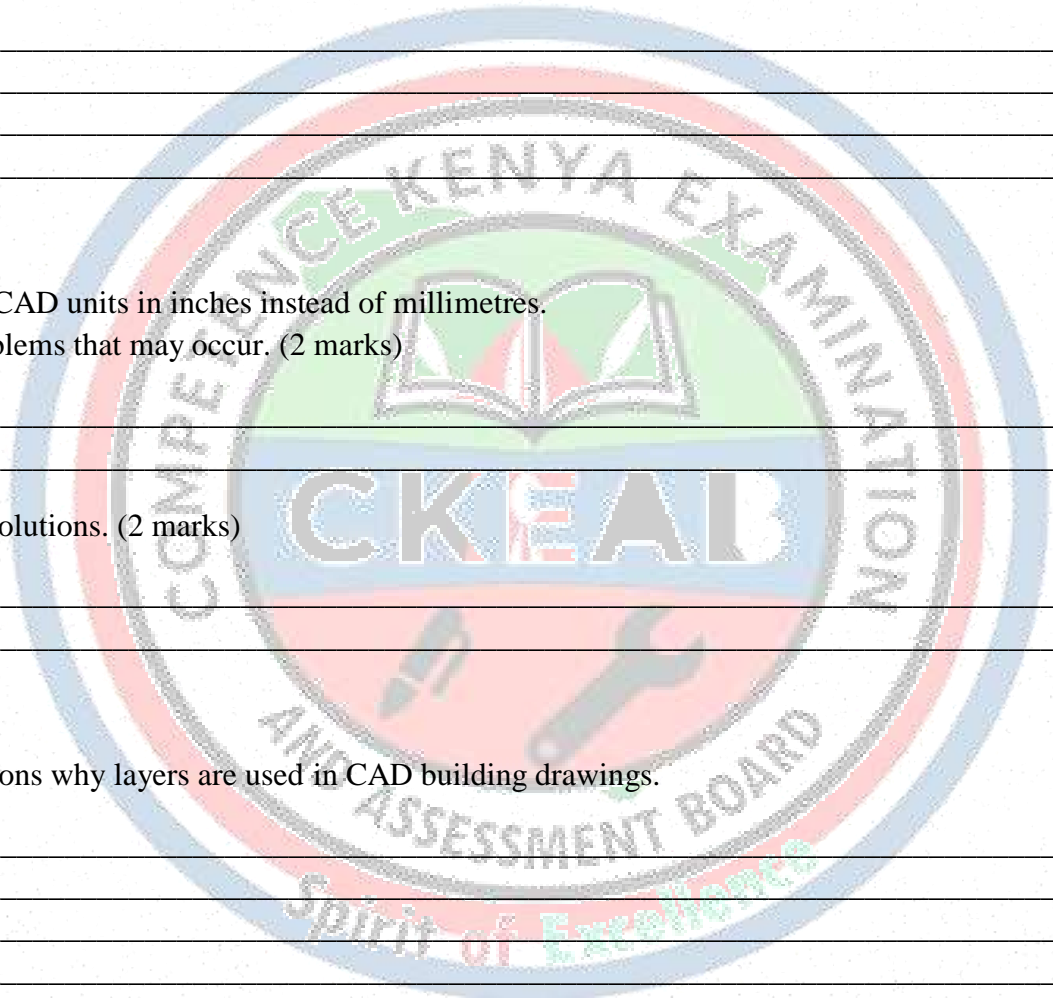 CAD units in inches instead of millimetres.
blems that may occur. (2 marks)
olutions. (2 marks)
ons why layers are used in CAD building drawings.
COMPETENCE KENYA EXAMINATION
CKEAB
AND ASSESSMENT BOARD
Spirit of Excellence